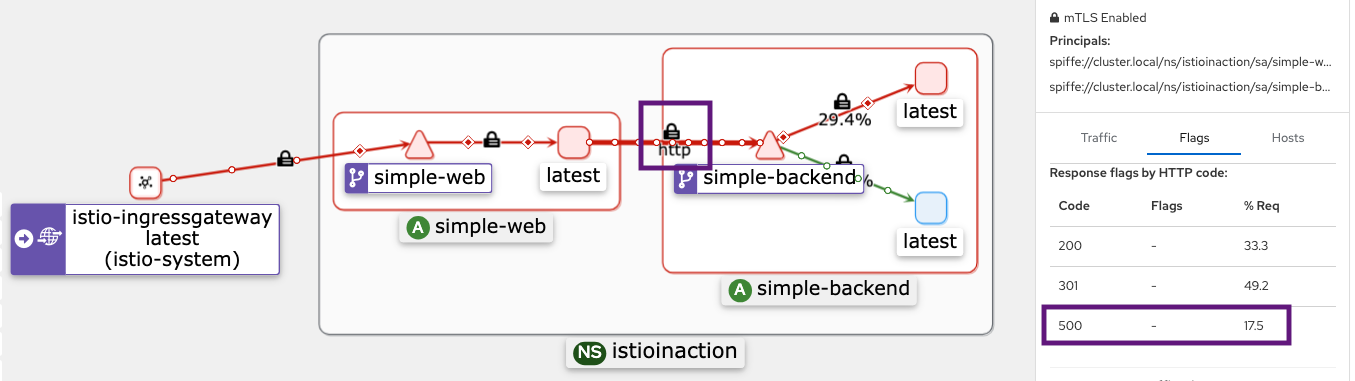 mTLS Enabled
Principals:
spiffe://cluster.local/ns/istioinaction/sa/simple-w...
spiffe://cluster.local/ns/istioinaction/sa/simple-b...
Traffic Flags Hosts
Response flags by HTTP code:
Code Flags % Req
200 - 33.3
301 - 49.2
500 - 17.5
istio-ingressgateway
latest
(istio-system)
simple-web
latest
A simple-web
http
simple-backend
%
29.4%
latest
latest
A simple-backend
NS istioinaction